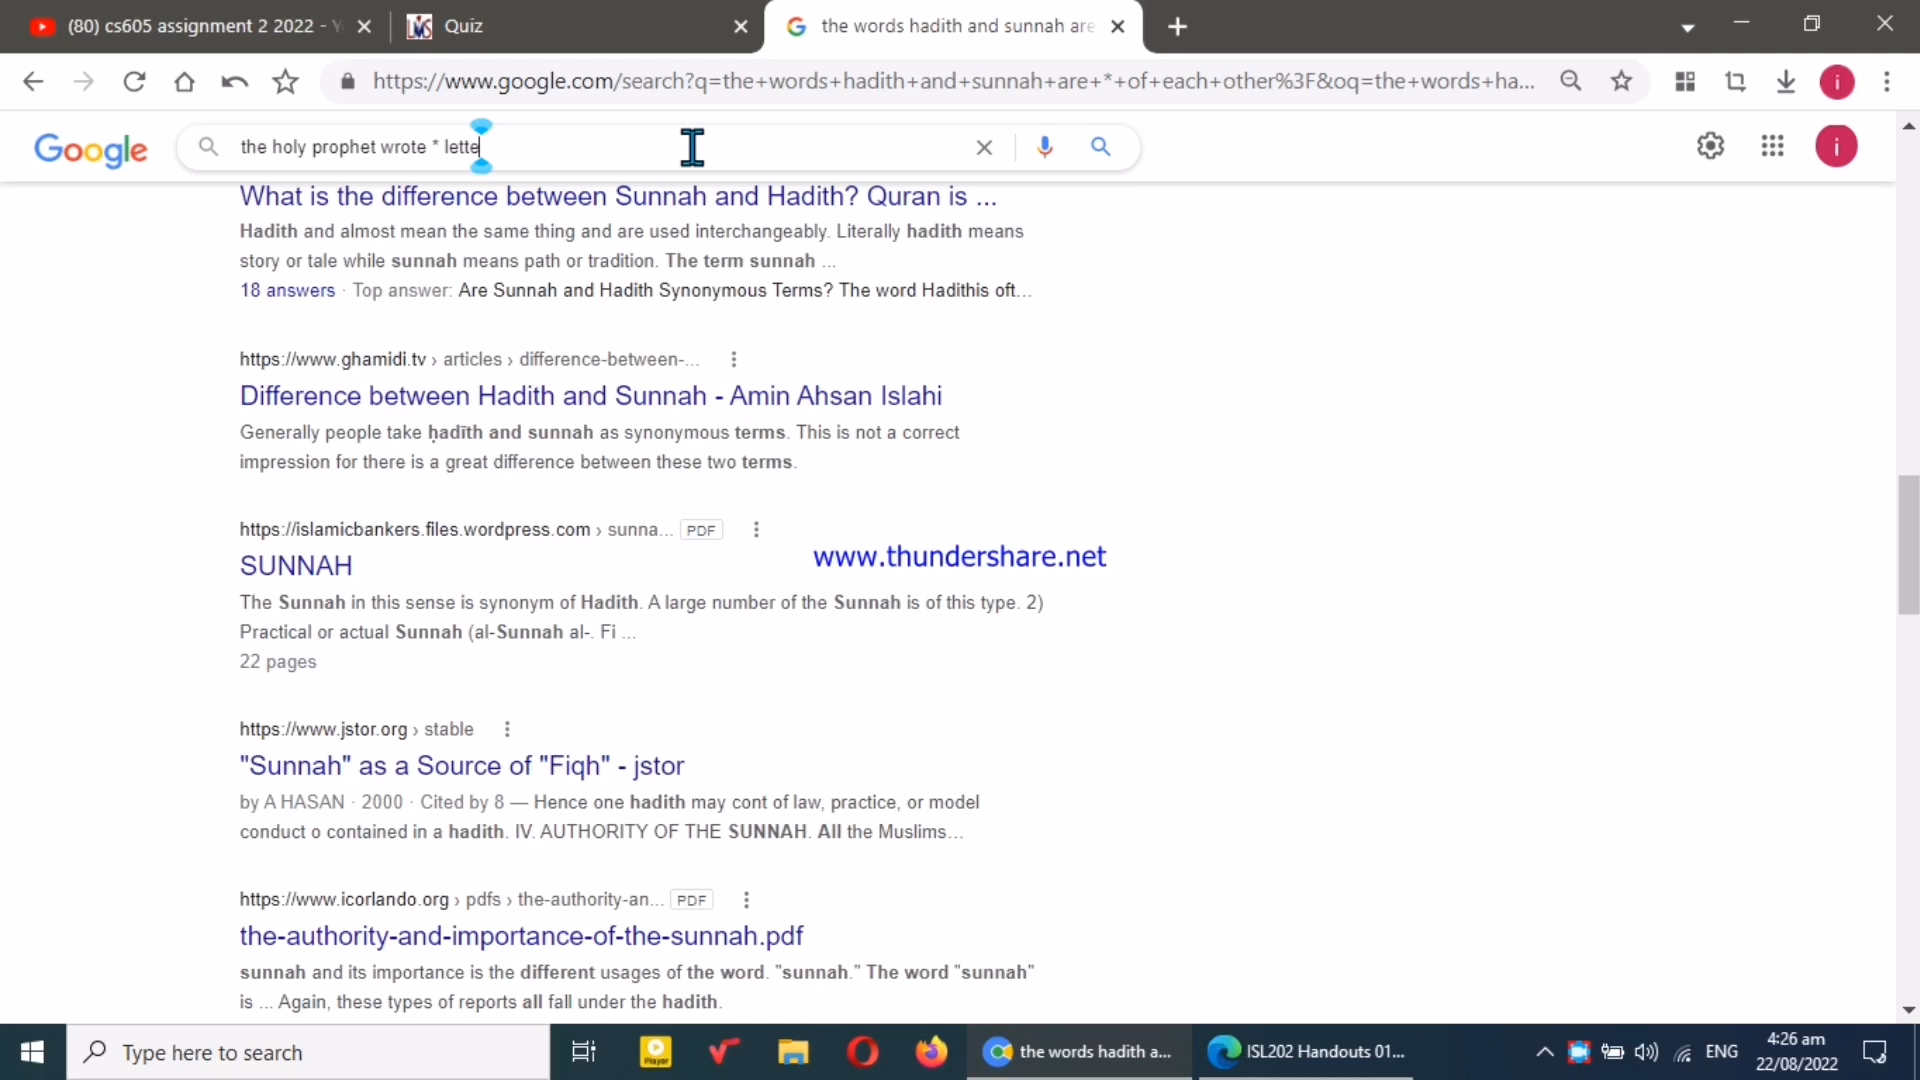 (80) cs605 assignment 2 2022 -
Quiz
the words hadith and sunnah are
https://www.google.com/search?q=the+words+hadith+and+sunnah+are+*+of+each+other%3F&oq=the+words+ha...
i
Google
the holy prophet wrote * lette
i
What is the difference between Sunnah and Hadith? Quran is ...
Hadith and almost mean the same thing and are used interchangeably. Literally hadith means
story or tale while sunnah means path or tradition. The term sunnah ...
18 answers · Top answer: Are Sunnah and Hadith Synonymous Terms? The word Hadithis oft...
https://www.ghamidi.tv › articles › difference-between-...
Difference between Hadith and Sunnah - Amin Ahsan Islahi
Generally people take ḥadīth and sunnah as synonymous terms. This is not a correct
impression for there is a great difference between these two terms.
https://islamicbankers.files.wordpress.com › sunna... PDF
www.thundershare.net
SUNNAH
The Sunnah in this sense is synonym of Hadith. A large number of the Sunnah is of this type. 2)
Practical or actual Sunnah (al-Sunnah al-. Fi ...
22 pages
https://www.jstor.org › stable
"Sunnah" as a Source of "Fiqh" - jstor
by A HASAN · 2000 · Cited by 8 — Hence one hadith may cont of law, practice, or model
conduct o contained in a hadith. IV. AUTHORITY OF THE SUNNAH. All the Muslims...
https://www.icorlando.org › pdfs › the-authority-an... PDF
the-authority-and-importance-of-the-sunnah.pdf
sunnah and its importance is the different usages of the word. "sunnah." The word "sunnah"
is ... Again, these types of reports all fall under the hadith.
Type here to search
Player
the words hadith a...
ISL202 Handouts 01...
ENG
4:26 am
22/08/2022